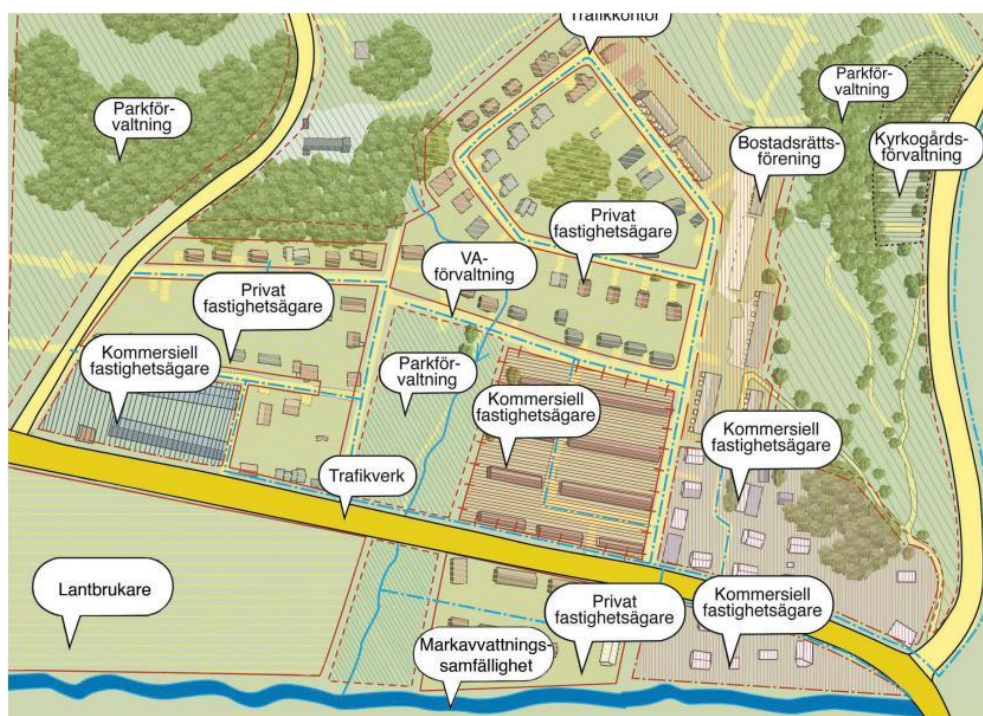 Trafikkontor
Parkför-
valtning
Parkför-
valtning
Bostadsrätts-
förening
Kyrkogårds-
förvaltning
Privat
fastighetsägare
VA-
förvaltning
Privat
fastighetsägare
Kommersiell
fastighetsägare
Parkför-
valtning
Kommersiell
fastighetsägare
Kommersiell
fastighetsägare
Trafikverk
Lantbrukare
Privat
fastighetsägare
Kommersiell
fastighetsägare
Markavvattnings-
samfällighet